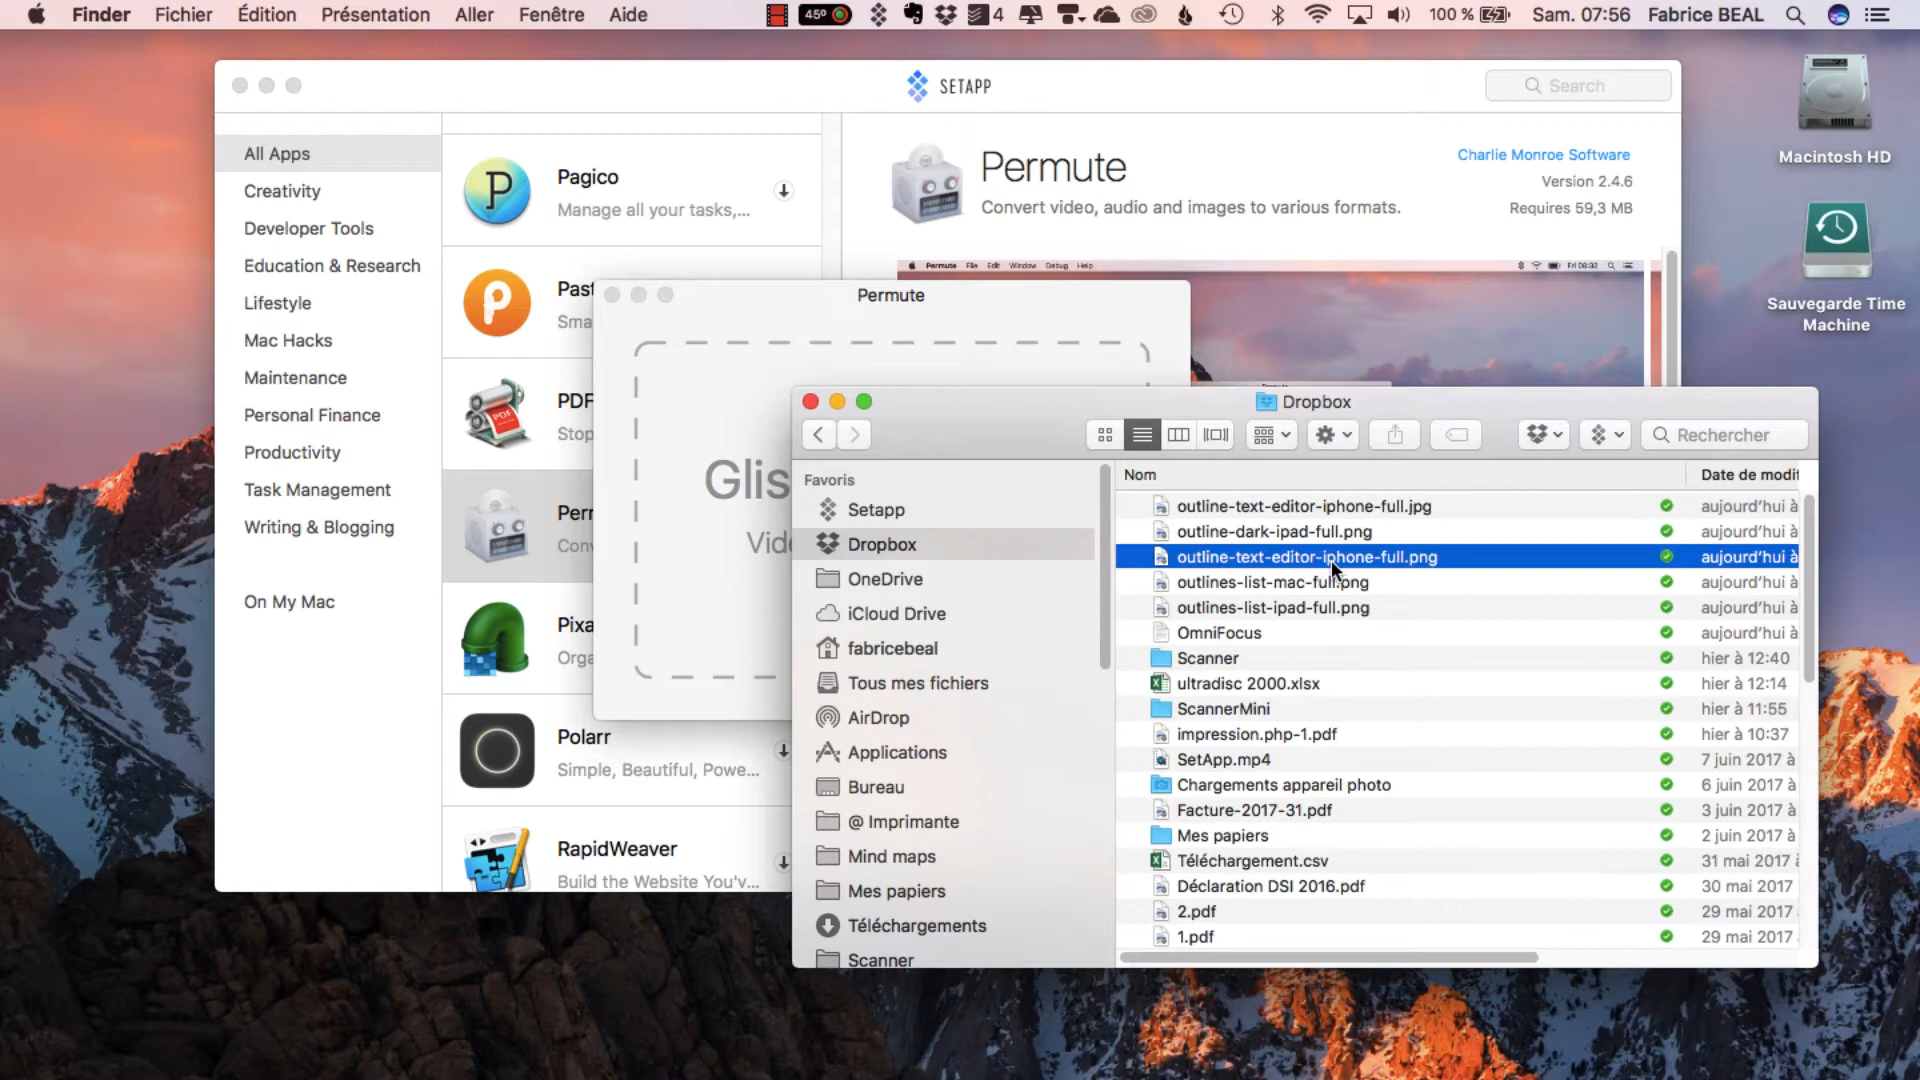 Finder Fichier Édition Présentation Aller Fenêtre Aide 45° 4 100 % Sam. 07:56 Fabrice BEAL
SETAPP
Search
All Apps
Creativity
Developer Tools
Education & Research
Lifestyle
Mac Hacks
Maintenance
Personal Finance
Productivity
Task Management
Writing & Blogging
On My Mac
Pagico
Manage all your tasks,...
Past
Sma
PDF
Stop
Perr
Con
Pixa
Orga
Polarr
Simple, Beautiful, Powe...
RapidWeaver
Build the Website You'v...
Permute
Convert video, audio and images to various formats.
Charlie Monroe Software
Version 2.4.6
Requires 59,3 MB
Permute File Edit Window Debug Help Fri 08:32
Permute
Glis
Vidé
Dropbox
Rechercher
Favoris
Setapp
Dropbox
OneDrive
iCloud Drive
fabricebeal
Tous mes fichiers
AirDrop
Applications
Bureau
@ Imprimante
Mind maps
Mes papiers
Téléchargements
Scanner
Nom Date de modif
outline-text-editor-iphone-full.jpg aujourd'hui à
outline-dark-ipad-full.png aujourd'hui à
outline-text-editor-iphone-full.png aujourd'hui à
outlines-list-mac-full.png aujourd'hui à
outlines-list-ipad-full.png aujourd'hui à
OmniFocus aujourd'hui à
Scanner hier à 12:40
ultradisc 2000.xlsx hier à 12:14
ScannerMini hier à 11:55
impression.php-1.pdf hier à 10:37
SetApp.mp4 7 juin 2017 à
Chargements appareil photo 6 juin 2017 à
Facture-2017-31.pdf 3 juin 2017 à
Mes papiers 2 juin 2017 à
Téléchargement.csv 31 mai 2017 à
Déclaration DSI 2016.pdf 30 mai 2017
2.pdf 29 mai 2017
1.pdf 29 mai 2017
Macintosh HD
Sauvegarde Time
Machine